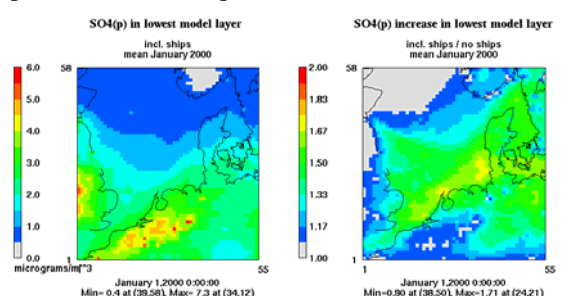 SO4(p) in lowest model layer
incl. ships
mean January 2000
6.0
5.0
4.0
3.0
2.0
1.0
0.0
micrograms/m^3
58
1
55
January 1,2000 0:00:00
Min= 0.4 at (39,58), Max= 7.3 at (34,12)
SO4(p) increase in lowest model layer
incl. ships / no ships
mean January 2000
2.00
1.83
1.67
1.50
1.33
1.17
1.00
58
1
1
55
January 1,2000 0:00:00
Min=0.90 at (38,50), Max=1.71 at (24,21)